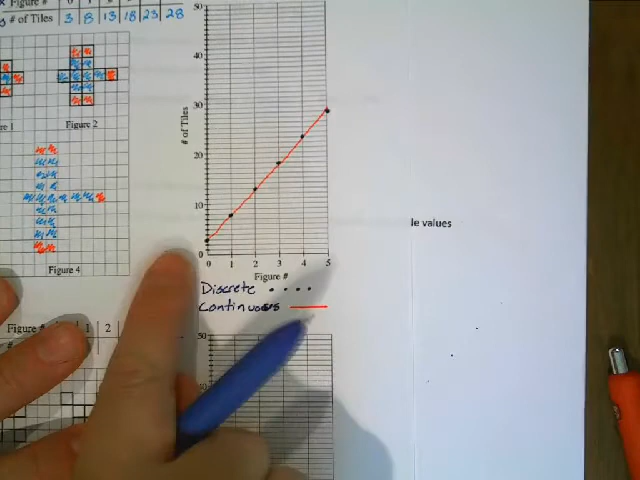 Figure #
# of Tiles 3 8 13 18 23 28
50
40
30
20
10
0
# of Tiles
0 1 2 3 4 5
Figure #
Figure 2
Figure 4
Discrete
Continuous
le values
Figure # 1 2
50